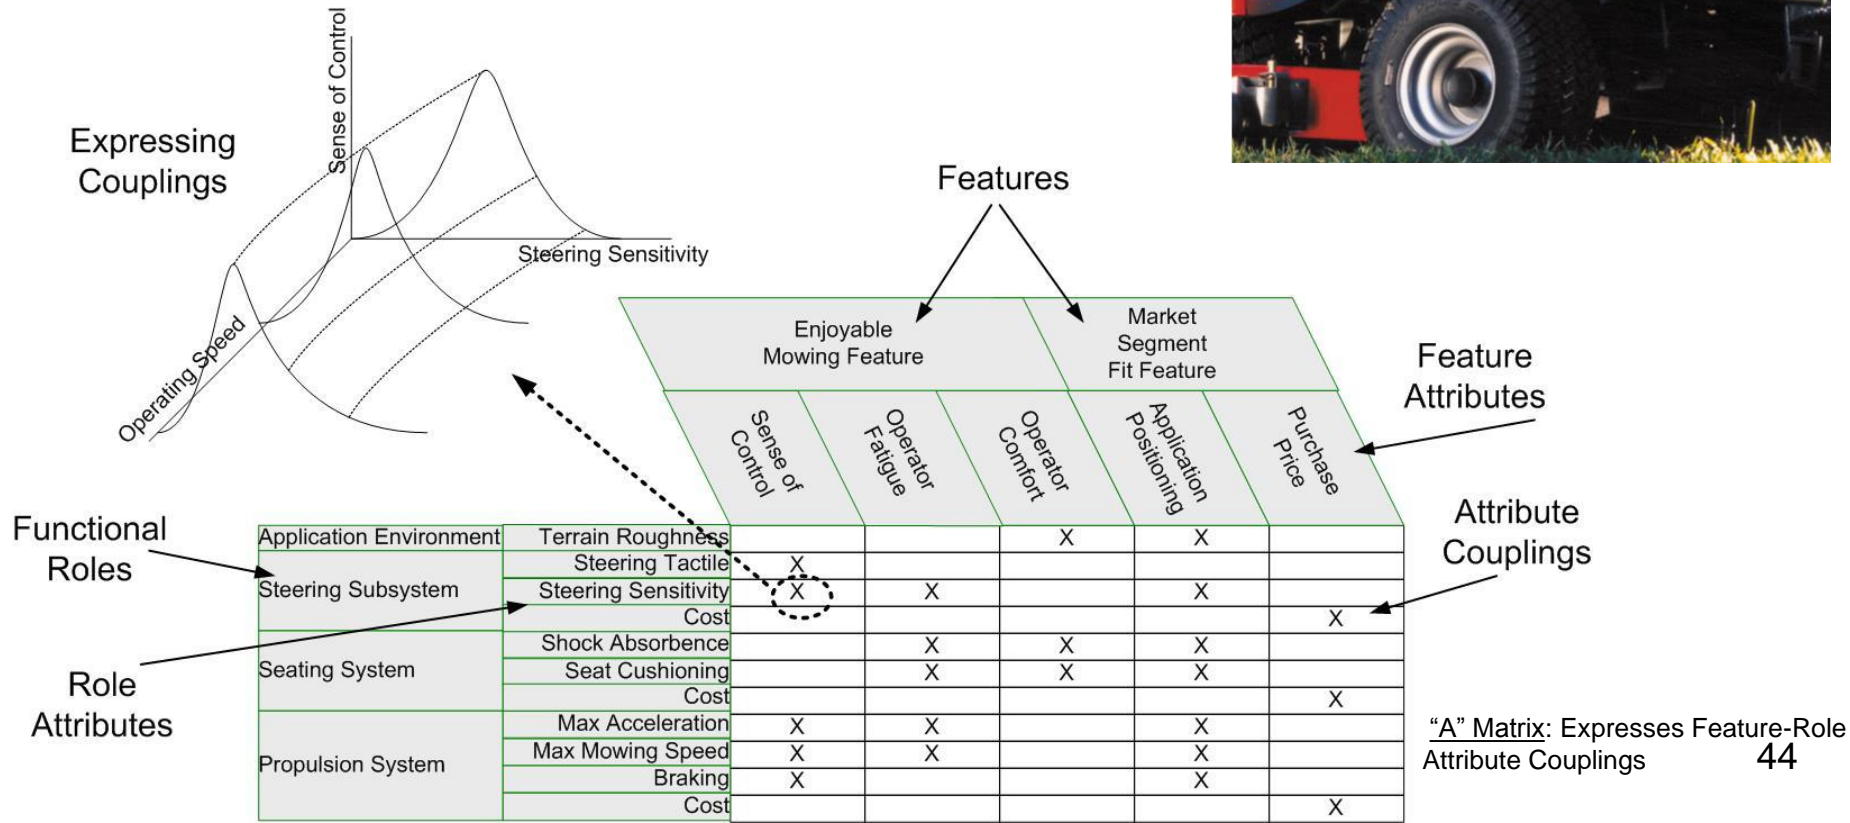 Expressing
Couplings
Sense of Control
Steering Sensitivity
Operating Speed
Features
Enjoyable
Mowing Feature
Market
Segment
Fit Feature
Feature
Attributes
Sense of
Control
Operator
Fatigue
Operator
Comfort
Application
Positioning
Purchase
Price
Functional
Roles
Attribute
Couplings
Role
Attributes
Application Environment Terrain Roughness X X
Steering Subsystem
Steering Tactile X
Steering Sensitivity X X X
Cost X
Seating System
Shock Absorbence X X X
Seat Cushioning X X X
Cost X
Propulsion System
Max Acceleration X X X
Max Mowing Speed X X X
Braking X X
Cost X
“A” Matrix: Expresses Feature-Role
Attribute Couplings 44